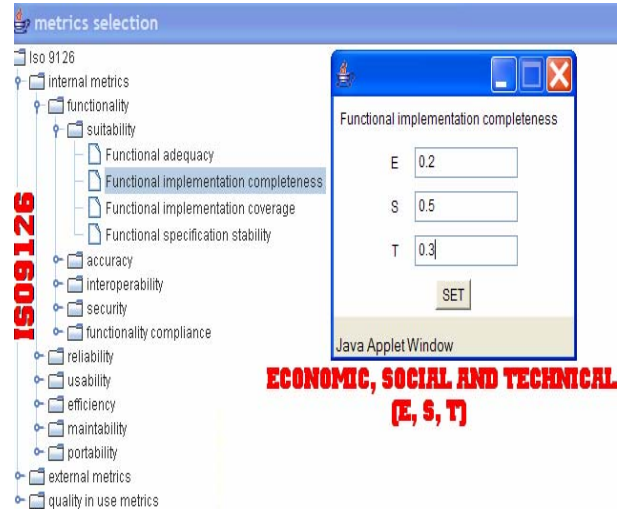 metrics selection
Iso 9126
internal metrics
functionality
suitability
Functional adequacy
Functional implementation completeness
Functional implementation coverage
Functional specification stability
accuracy
interoperability
security
functionality compliance
reliability
usability
efficiency
maintability
portability
external metrics
quality in use metrics
ISO9126
Functional implementation completeness
E 0.2
S 0.5
T 0.3
SET
Java Applet Window
ECONOMIC, SOCIAL AND TECHNICAL
(E, S, T)